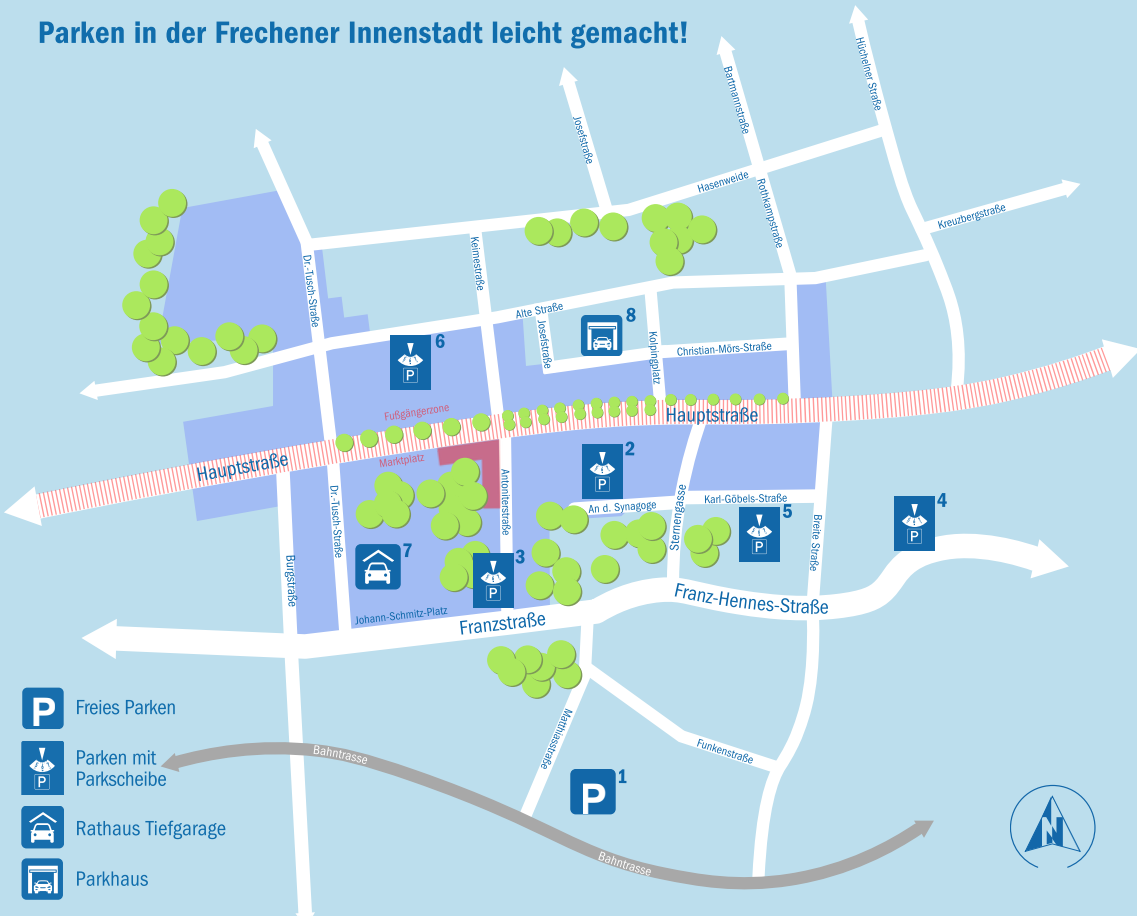 Parken in der Frechener Innenstadt leicht gemacht!
Hüchelner Straße
Bartmannstraße
Josefstraße
Hasenweide
Rothkampstraße
Kreuzbergstraße
Keimesstraße
Dr.-Tusch-Straße
Alte Straße
Josefstraße
8
Kolpingplatz
Christian-Mörs-Straße
P
6
Fußgängerzone
Hauptstraße
Hauptstraße
Marktplatz
Antoniterstraße
P
2
An d. Synagoge
Karl-Göbels-Straße
Sternengasse
P
5
Breite Straße
P
4
Dr.-Tusch-Straße
7
P
3
Burgstraße
Johann-Schmitz-Platz
Franzstraße
Franz-Hennes-Straße
Matthiasstraße
Funkenstraße
Bahntrasse
Bahntrasse
P
1
P
Freies Parken
P
Parken mit
Parkscheibe
Rathaus Tiefgarage
Parkhaus
N